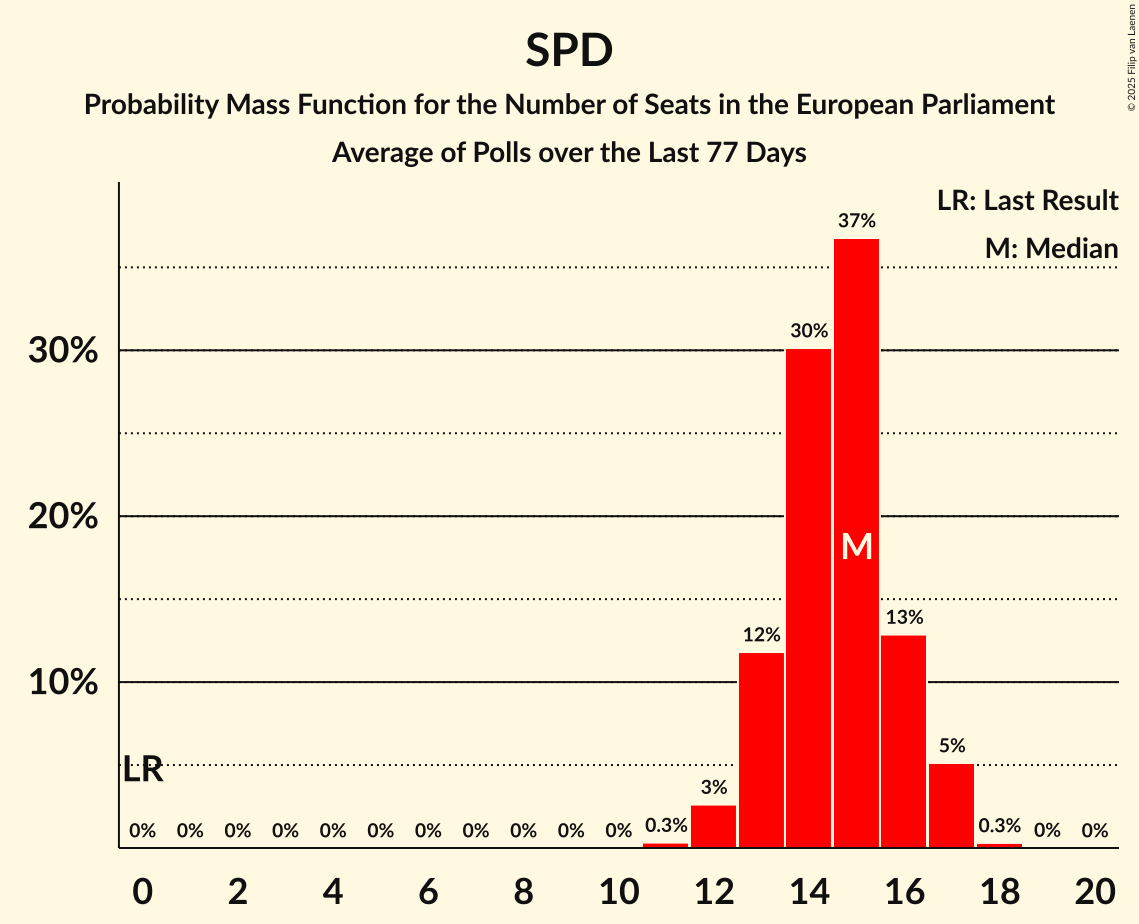 SPD
Probability Mass Function for the Number of Seats in the European Parliament
Average of Polls over the Last 77 Days
© 2025 Filip van Laenen
LR: Last Result
M: Median
30%
20%
10%
LR
M
0% 0% 0% 0% 0% 0% 0% 0% 0% 0% 0% 0.3% 3% 12% 30% 37% 13% 5% 0.3% 0% 0%
0 2 4 6 8 10 12 14 16 18 20